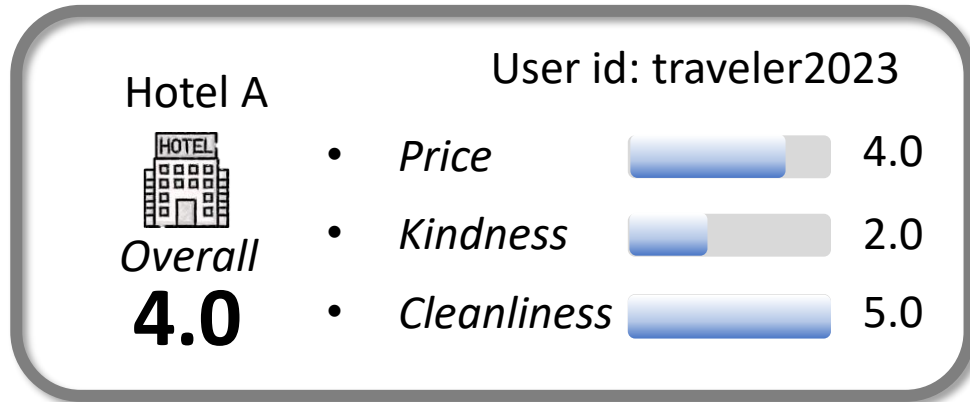 Hotel A
HOTEL
Overall
4.0
User id: traveler2023
• Price 4.0
• Kindness 2.0
• Cleanliness 5.0